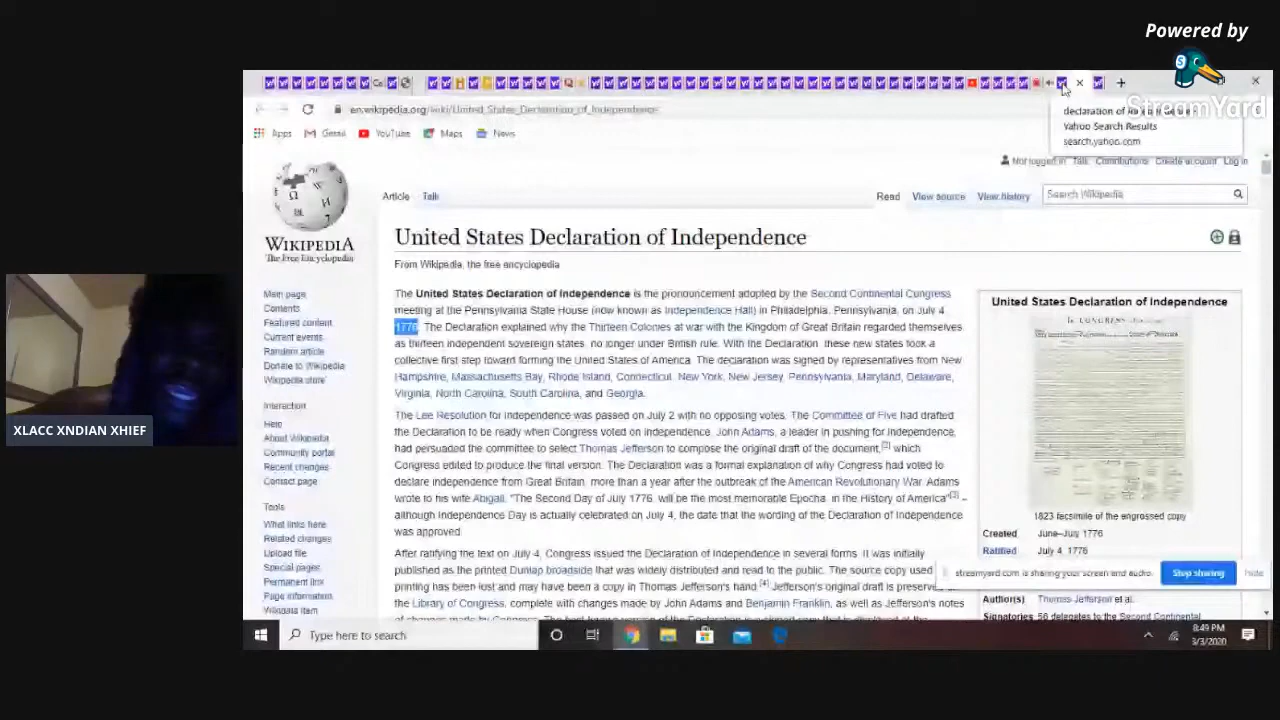 Powered by
StreamYard
en.wikipedia.org/wiki/United_States_Declaration_of_Independence
Apps
Gmail
YouTube
Maps
News
declaration of
Yahoo Search Results
search.yahoo.com
Not logged in Talk Contributions Create account Log in
Article Talk
Read View source View history
Search Wikipedia
WIKIPEDIA
The Free Encyclopedia
Main page
Contents
Featured content
Current events
Random article
Donate to Wikipedia
Wikipedia store
Interaction
Help
About Wikipedia
Community portal
Recent changes
Contact page
Tools
What links here
Related changes
Upload file
Special pages
Permanent link
Page information
Wikidata item
United States Declaration of Independence
From Wikipedia, the free encyclopedia
The United States Declaration of Independence is the pronouncement adopted by the Second Continental Congress
meeting at the Pennsylvania State House (now known as Independence Hall) in Philadelphia, Pennsylvania, on July 4,
1776. The Declaration explained why the Thirteen Colonies at war with the Kingdom of Great Britain regarded themselves
as thirteen independent sovereign states, no longer under British rule. With the Declaration, these new states took a
collective first step toward forming the United States of America. The declaration was signed by representatives from New
Hampshire, Massachusetts Bay, Rhode Island, Connecticut, New York, New Jersey, Pennsylvania, Maryland, Delaware,
Virginia, North Carolina, South Carolina, and Georgia.
The Lee Resolution for independence was passed on July 2 with no opposing votes. The Committee of Five had drafted
the Declaration to be ready when Congress voted on independence. John Adams, a leader in pushing for independence,
had persuaded the committee to select Thomas Jefferson to compose the original draft of the document,[2] which
Congress edited to produce the final version. The Declaration was a formal explanation of why Congress had voted to
declare independence from Great Britain, more than a year after the outbreak of the American Revolutionary War. Adams
wrote to his wife Abigail, "The Second Day of July 1776, will be the most memorable Epocha, in the History of America"[3] –
although Independence Day is actually celebrated on July 4, the date that the wording of the Declaration of Independence
was approved.
After ratifying the text on July 4, Congress issued the Declaration of Independence in several forms. It was initially
published as the printed Dunlap broadside that was widely distributed and read to the public. The source copy used
printing has been lost and may have been a copy in Thomas Jefferson's hand.[4] Jefferson's original draft is
the Library of Congress, complete with changes made by John Adams and Benjamin Franklin, as well as Jefferson's notes
of changes made by Congress.
United States Declaration of Independence
1823 facsimile of the engrossed copy
Created June–July 1776
Ratified July 4, 1776
streamyard.com is sharing your screen and audio.
Stop sharing
Hide
Author(s) Thomas Jefferson et al.
Signatories 56 delegates to the Second Continental
XLACC XNDIAN XHIEF
Type here to search
8:49 PM
3/3/2020